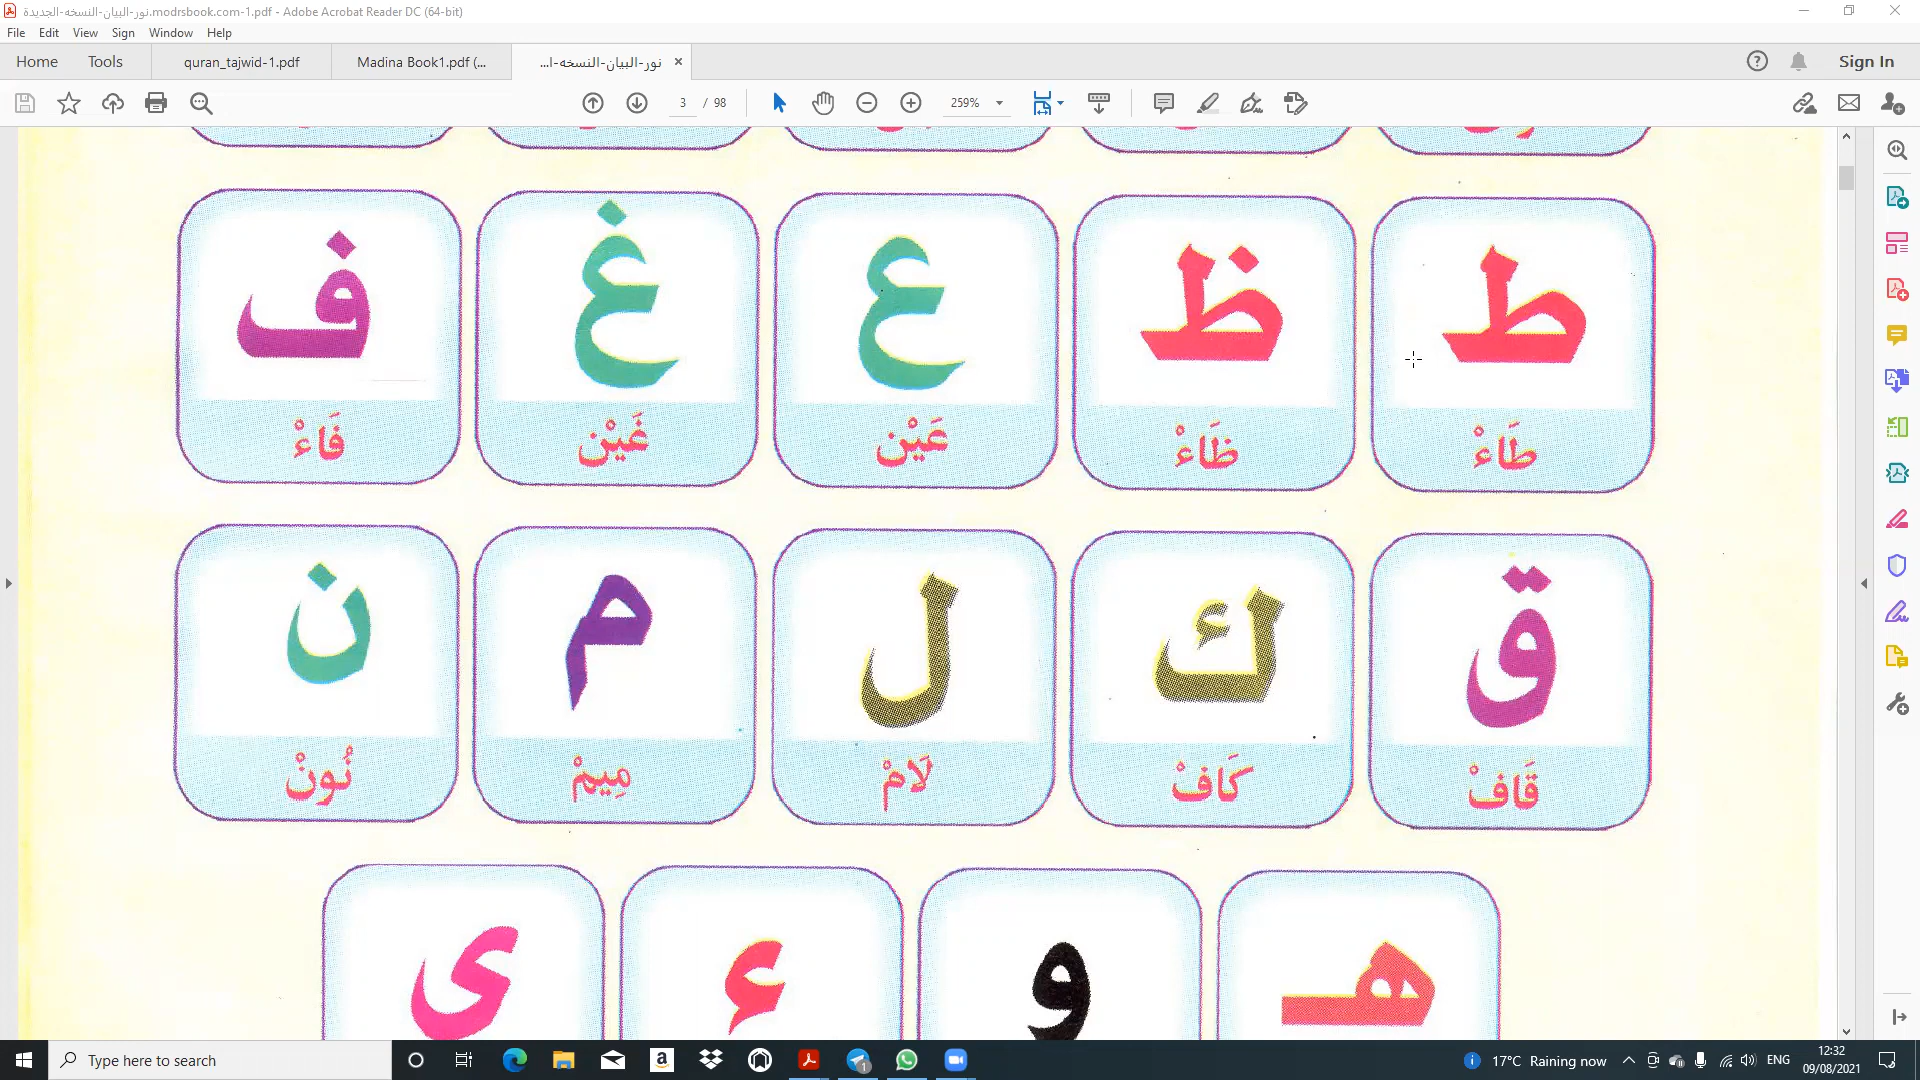 نور-البيان-النسخه-الجديدة.modrsbook.com-1.pdf - Adobe Acrobat Reader DC (64-bit)
File Edit View Sign Window Help
Home Tools quran_tajwid-1.pdf Madina Book1.pdf (... نور-البيان-النسخه-ا... Sign In
3 / 98 259%
ط ظ ع غ ف
طَاءْ ظَاءْ عَيْن غَيْن فَاءْ
ق ك ل م ن
قَافْ كَافْ لَامْ مِيمْ نُونْ
هـ و ء ى
Type here to search 1 17°C Raining now ENG 12:32
09/08/2021